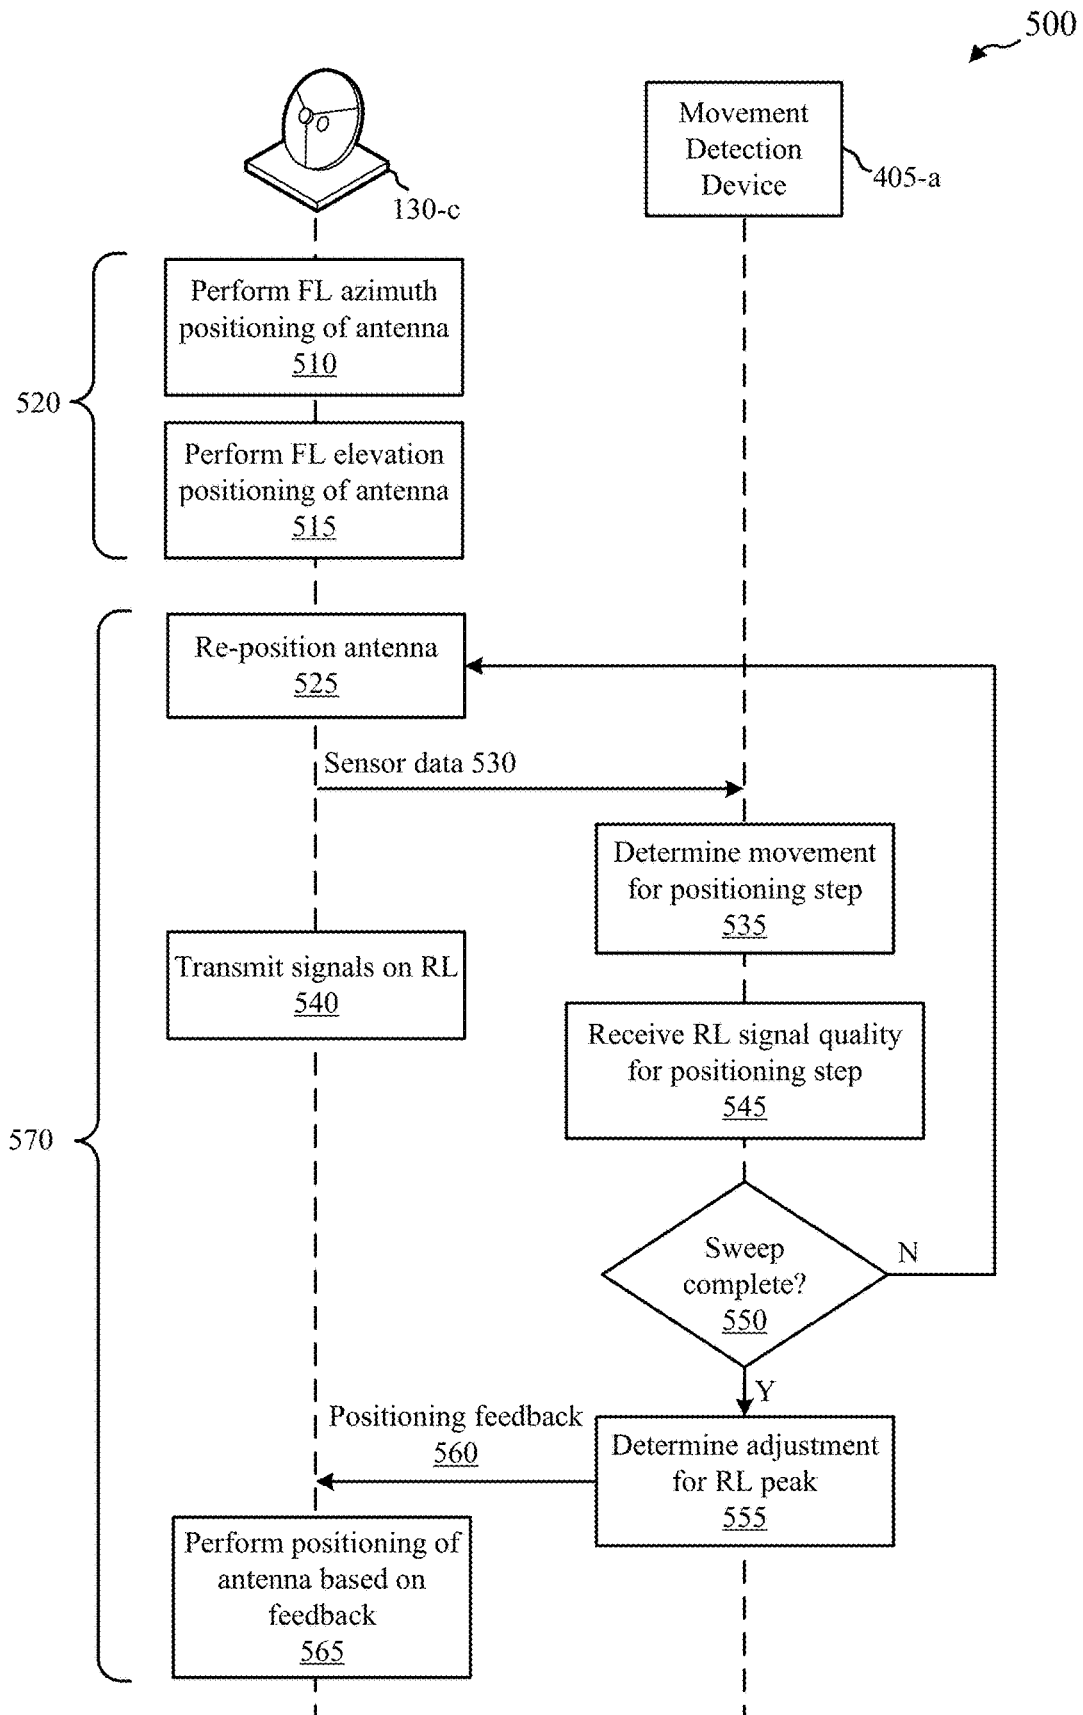 500
Movement
Detection
Device
405-a
130-c
Perform FL azimuth
positioning of antenna
510
520
Perform FL elevation
positioning of antenna
515
Re-position antenna
525
Sensor data 530
Determine movement
for positioning step
535
Transmit signals on RL
540
Receive RL signal quality
for positioning step
545
570
Sweep
complete?
550
N
Y
Positioning feedback
560
Determine adjustment
for RL peak
555
Perform positioning of
antenna based on
feedback
565